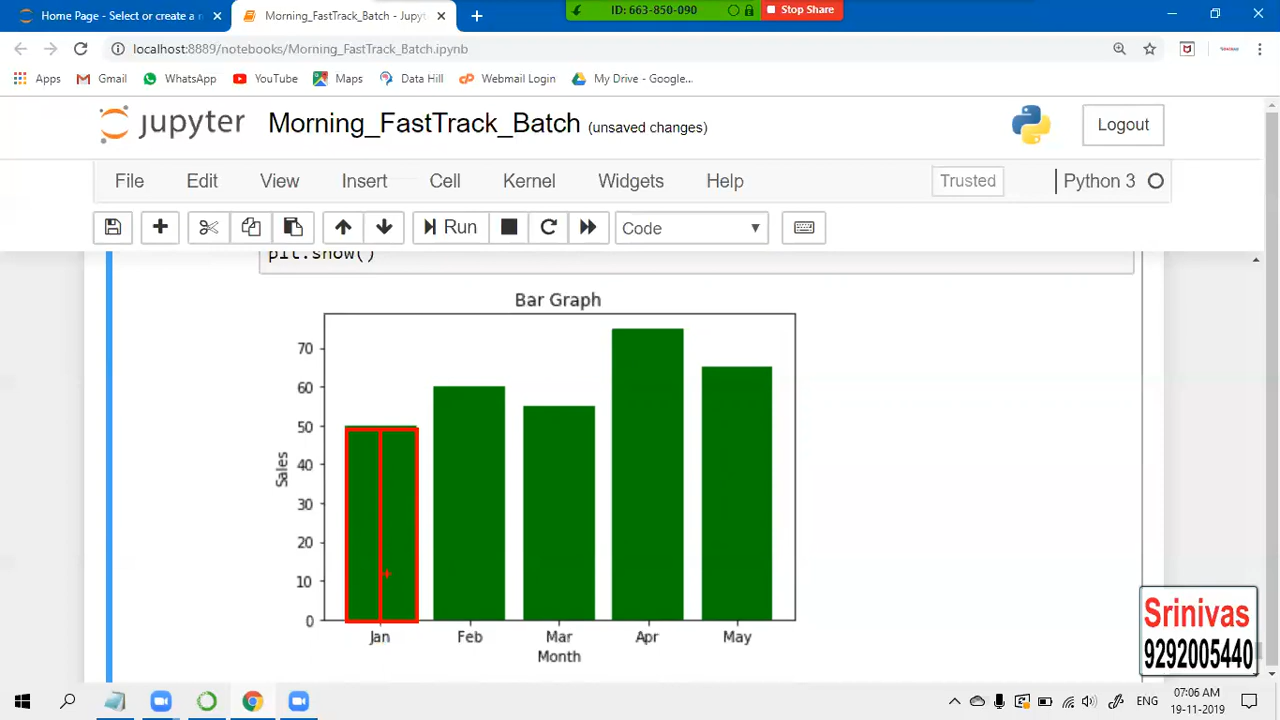 Home Page - Select or create a n
Morning_FastTrack_Batch - Jupyt
ID: 663-850-090
Stop Share
localhost:8889/notebooks/Morning_FastTrack_Batch.ipynb
Apps
Gmail
WhatsApp
YouTube
Maps
Data Hill
Webmail Login
My Drive - Google...
jupyter
Morning_FastTrack_Batch
(unsaved changes)
Logout
File
Edit
View
Insert
Cell
Kernel
Widgets
Help
Trusted
Python 3
Run
Code
plt.show()
Bar Graph
70
60
50
40
30
20
10
0
Sales
Jan
Feb
Mar
Apr
May
Month
Srinivas
9292005440
ENG
07:06 AM
19-11-2019